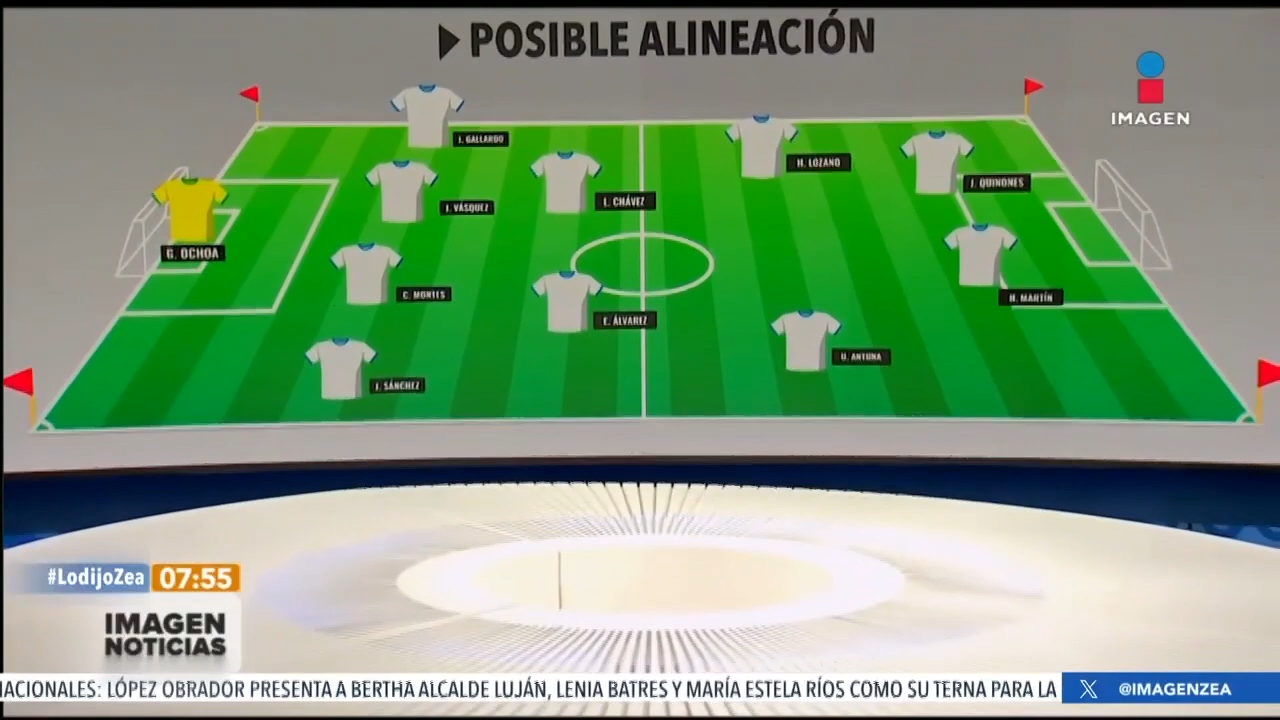 POSIBLE ALINEACIÓN
IMAGEN
J. GALLARDO
H. LOZANO
J. QUIÑONES
J. VÁSQUEZ
L. CHÁVEZ
G. OCHOA
C. MONTES
H. MARTÍN
E. ÁLVAREZ
U. ANTUNA
J. SÁNCHEZ
#LodijoZea 07:55
IMAGEN
NOTICIAS
NACIONALES: LÓPEZ OBRADOR PRESENTA A BERTHA ALCALDE LUJÁN, LENIA BATRES Y MARÍA ESTELA RÍOS COMO SU TERNA PARA LA
X @IMAGENZEA